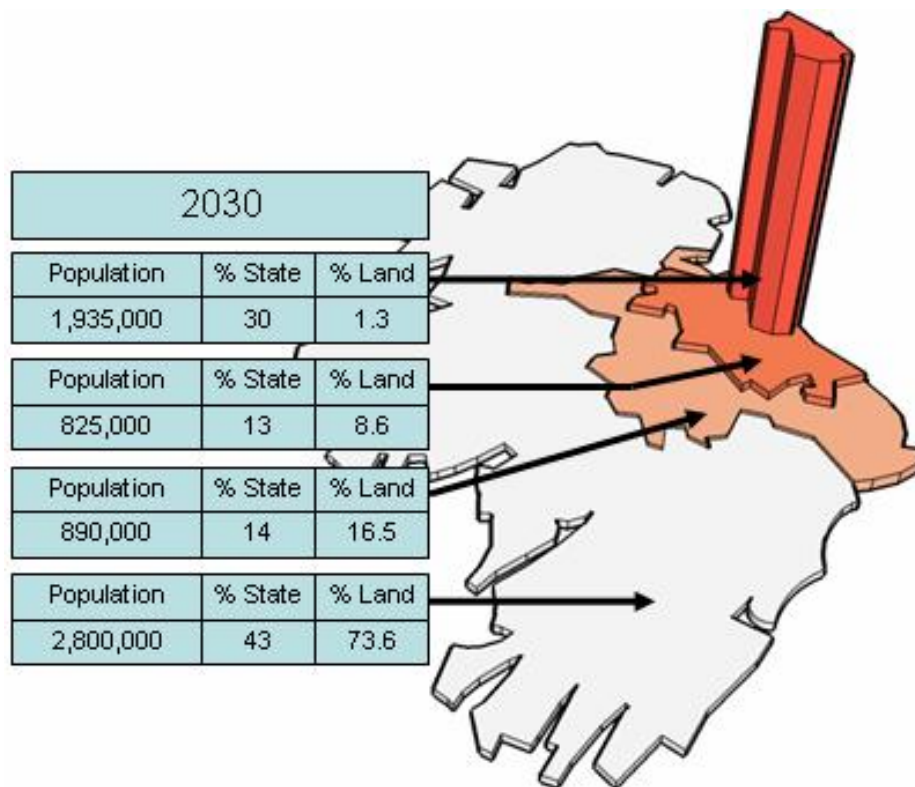 2030
Population % State % Land
1,935,000 30 1.3
Population % State % Land
825,000 13 8.6
Population % State % Land
890,000 14 16.5
Population % State % Land
2,800,000 43 73.6